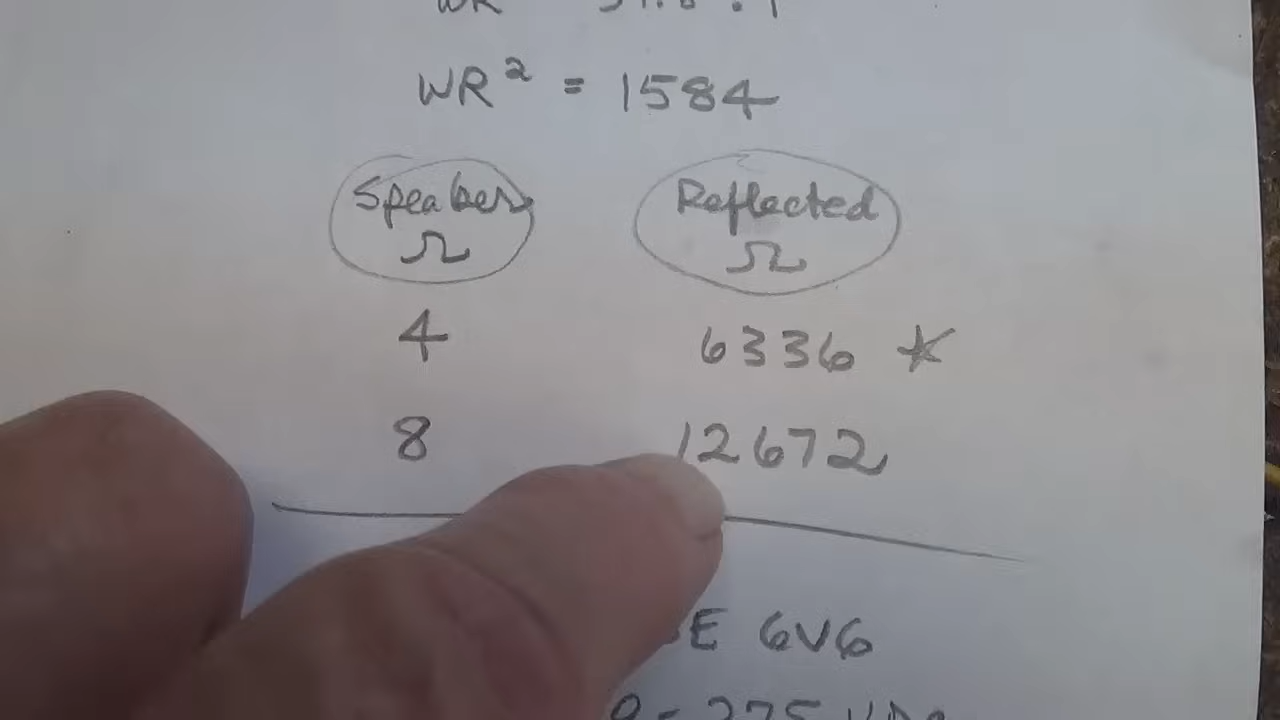 WR² = 1584
Speaker Reflected
Ω Ω
4 6336 *
8 12672
6V6